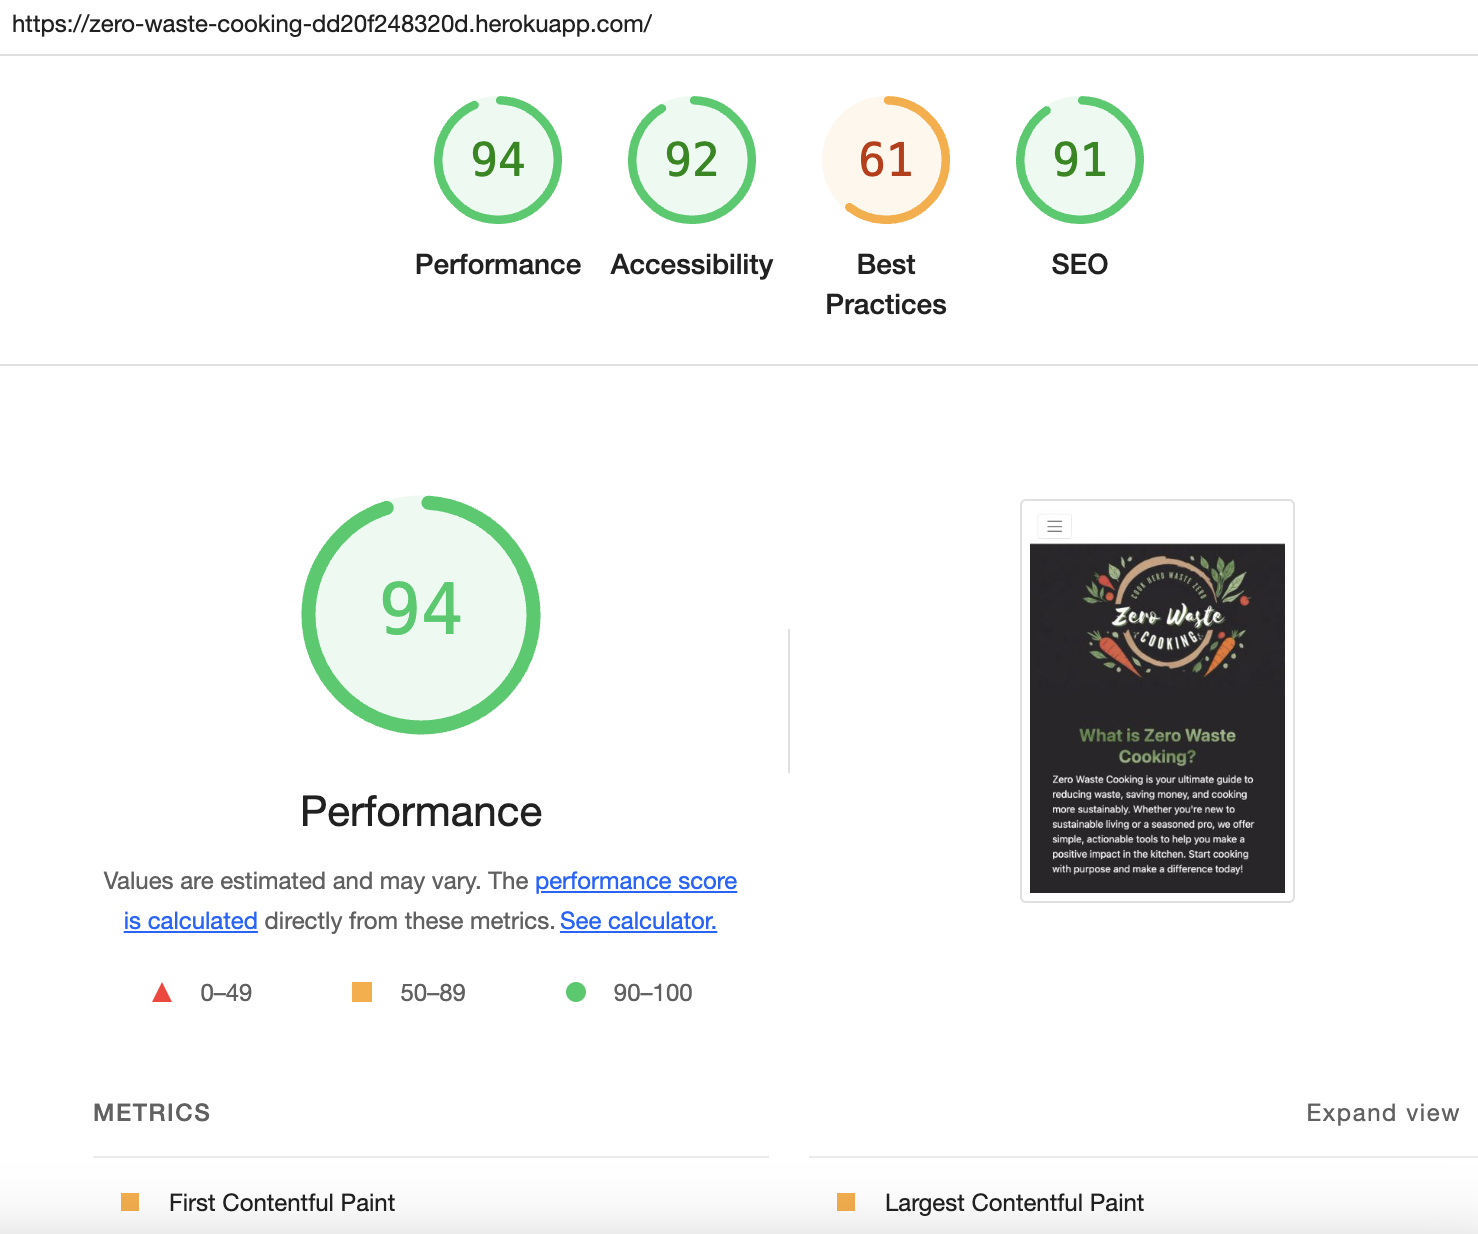 https://zero-waste-cooking-dd20f248320d.herokuapp.com/
94
92
61
91
Performance
Accessibility
Best
Practices
SEO
94
Performance
Values are estimated and may vary. The performance score
is calculated directly from these metrics. See calculator.
0–49
50–89
90–100
COOK HERO WASTE ZERO
Zero Waste
COOKING
What is Zero Waste
Cooking?
Zero Waste Cooking is your ultimate guide to
reducing waste, saving money, and cooking
more sustainably. Whether you're new to
sustainable living or a seasoned pro, we offer
simple, actionable tools to help you make a
positive impact in the kitchen. Start cooking
with purpose and make a difference today!
METRICS
Expand view
First Contentful Paint
Largest Contentful Paint